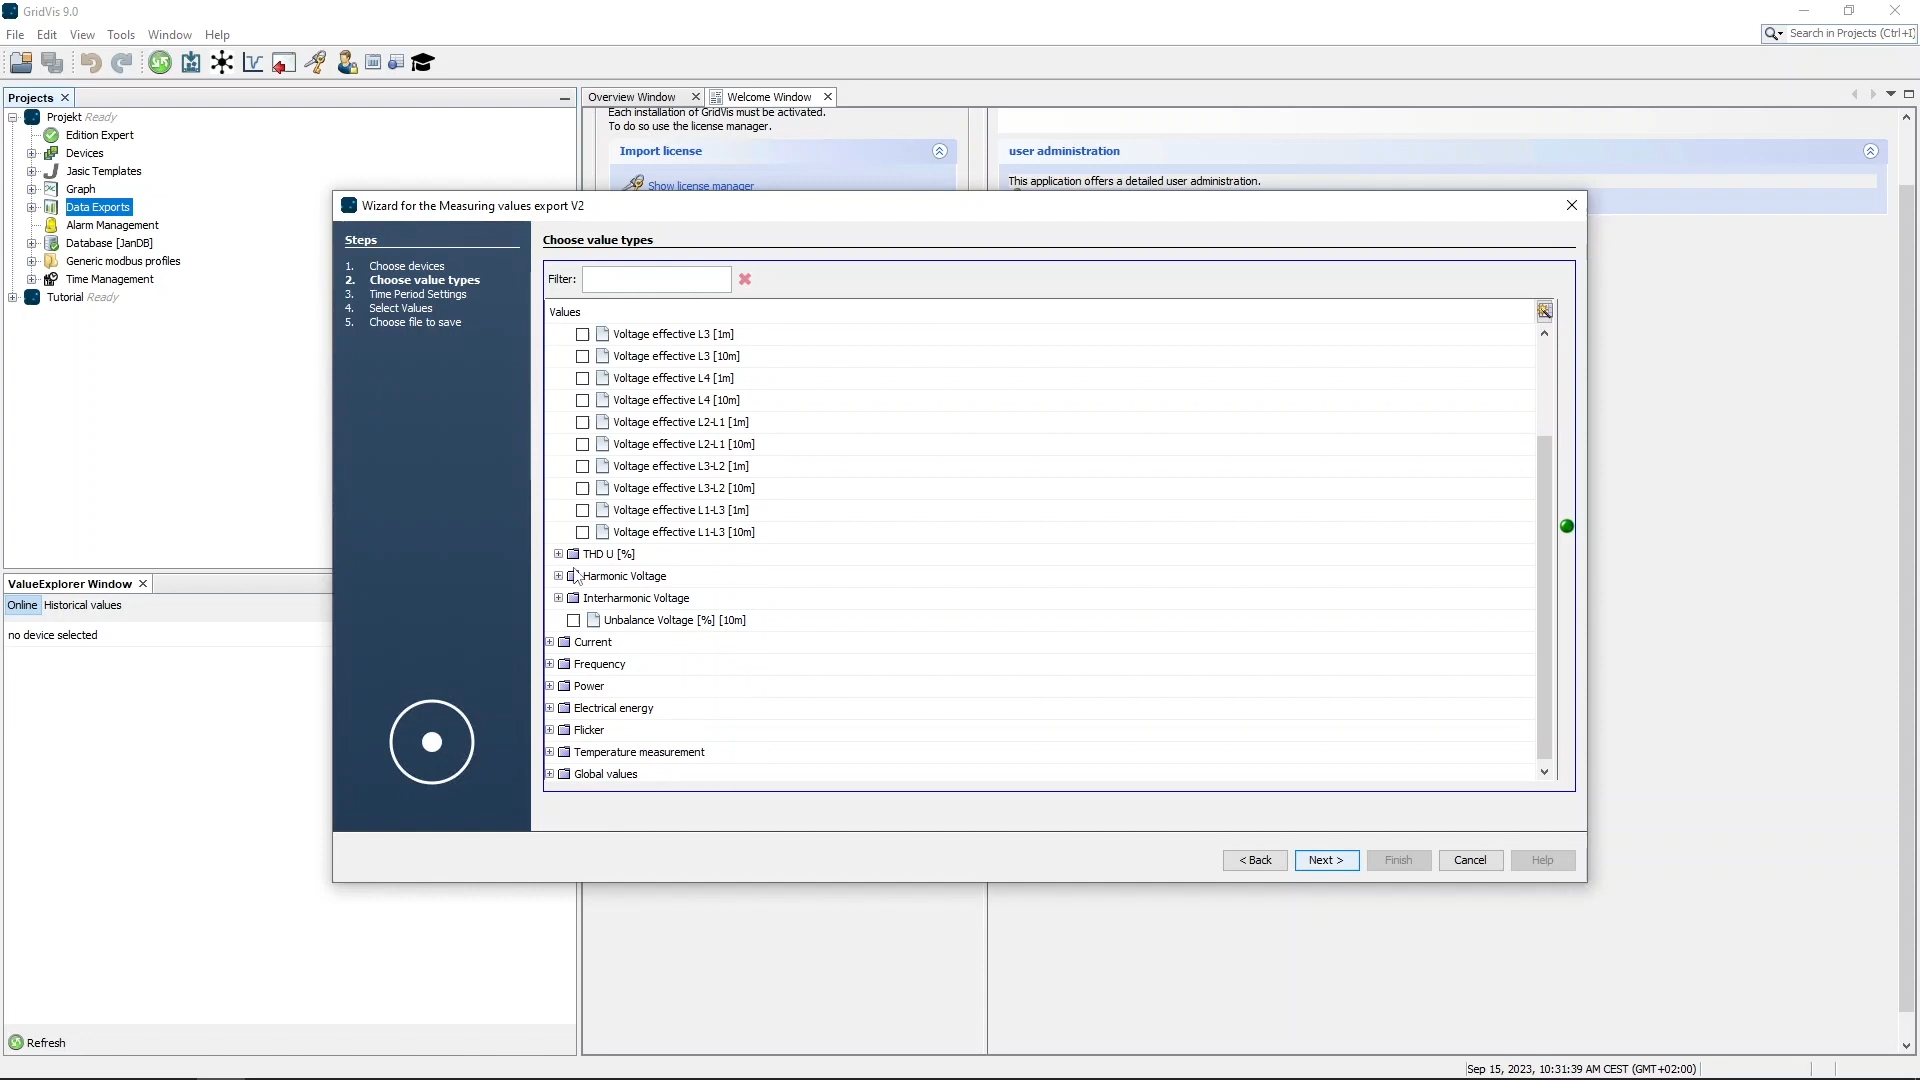 GridVis 9.0
File Edit View Tools Window Help
Search in Projects (Ctrl+I)
Projects
Projekt Ready
Edition Expert
Devices
Jasic Templates
Graph
Data Exports
Alarm Management
Database [JanDB]
Generic modbus profiles
Time Management
Tutorial Ready
ValueExplorer Window
Online Historical values
no device selected
Refresh
Overview Window Welcome Window
Each installation of GridVis must be activated.
To do so use the license manager.
Import license
Show license manager
user administration
This application offers a detailed user administration.
Wizard for the Measuring values export V2
Steps
1. Choose devices
2. Choose value types
3. Time Period Settings
4. Select Values
5. Choose file to save
Choose value types
Filter:
Values
Voltage effective L3 [1m]
Voltage effective L3 [10m]
Voltage effective L4 [1m]
Voltage effective L4 [10m]
Voltage effective L2-L1 [1m]
Voltage effective L2-L1 [10m]
Voltage effective L3-L2 [1m]
Voltage effective L3-L2 [10m]
Voltage effective L1-L3 [1m]
Voltage effective L1-L3 [10m]
THD U [%]
Harmonic Voltage
Interharmonic Voltage
Unbalance Voltage [%] [10m]
Current
Frequency
Power
Electrical energy
Flicker
Temperature measurement
Global values
< Back Next > Finish Cancel Help
Sep 15, 2023, 10:31:39 AM CEST (GMT+02:00)